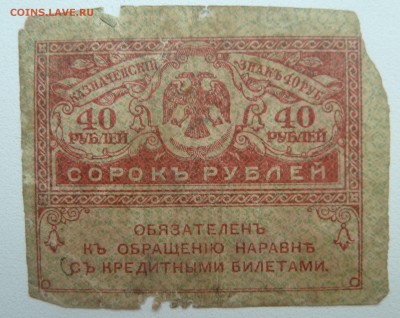 COINS.LAVE.RU
КАЗНАЧЕЙСКІЙ ЗНАКЪ 40 РУБ.
40 40
РУБЛЕЙ РУБЛЕЙ
СОРОКЪ РУБЛЕЙ
ОБЯЗАТЕЛЕНЪ
КЪ ОБРАЩЕНІЮ НАРАВНѢ
СЪ КРЕДИТНЫМИ БИЛЕТАМИ.